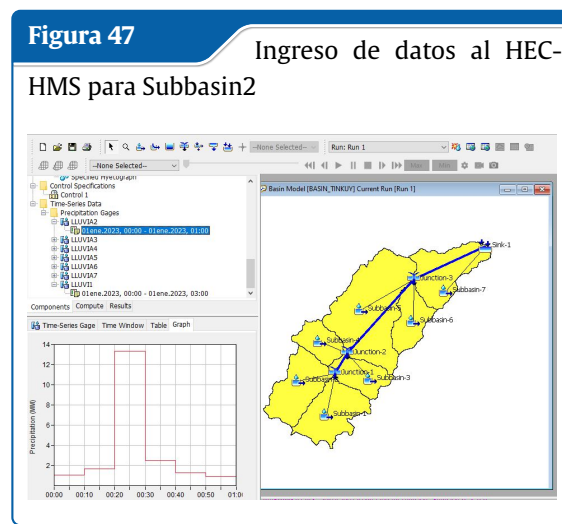 Figura 47
Ingreso de datos al HEC-
HMS para Subbasin2
--None Selected--
Run: Run 1
--None Selected--
Specified Hyetograph
Control Specifications
Control 1
Time-Series Data
Precipitation Gages
LLUVIA2
01ene.2023, 00:00 - 01ene.2023, 01:00
LLUVIA3
LLUVIA4
LLUVIA5
LLUVIA6
LLUVIA7
LLUVI1
01ene.2023, 00:00 - 01ene.2023, 03:00
Components Compute Results
Time-Series Gage Time Window Table Graph
Precipitation (MM)
14
12
10
8
6
4
2
00:00 00:10 00:20 00:30 00:40 00:50 01:0
Basin Model [BASIN_TINKUY] Current Run [Run 1]
Sink-1
Junction-3
Subbasin-7
Subbasin-5
Subbasin-6
Subbasin-4
Junction-2
Junction-1
Subbasin-3
Subbasin-1